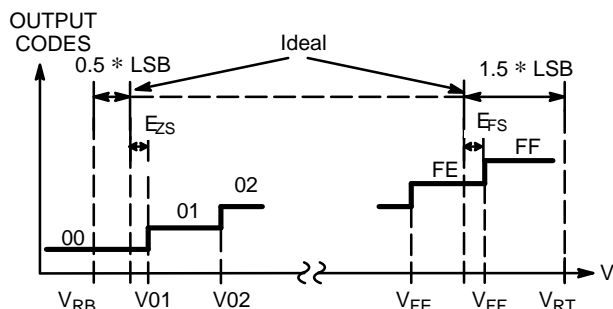 OUTPUT
CODES
Ideal
0.5 * LSB
1.5 * LSB
EZS
EFS
FF
FE
02
01
00
VRB
V01
V02
VFE
VFF
VRT
V